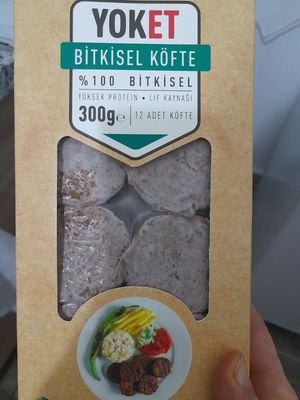 YOKET
BİTKİSEL KÖFTE
%100 BİTKİSEL
YÜKSEK PROTEİN • LİF KAYNAĞI
300g℮ 12 ADET KÖFTE